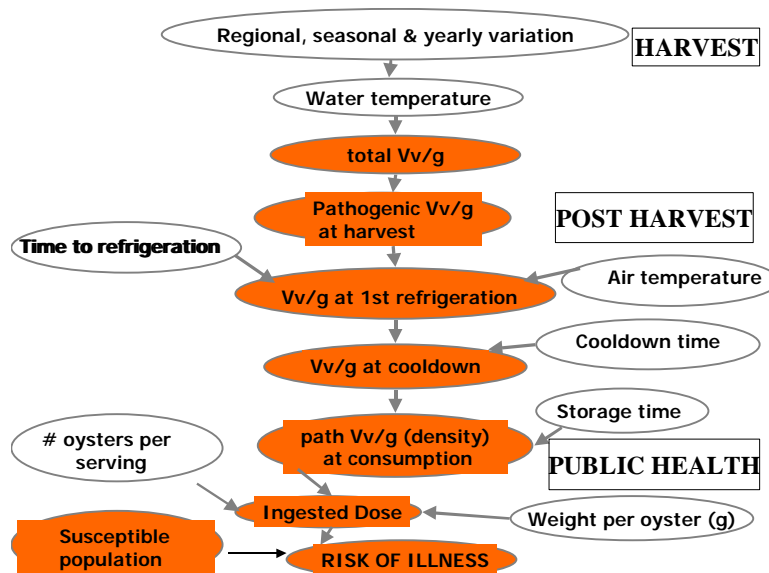 Regional, seasonal & yearly variation
HARVEST
Water temperature
total Vv/g
Pathogenic Vv/g
at harvest
POST HARVEST
Time to refrigeration
Air temperature
Vv/g at 1st refrigeration
Cooldown time
Vv/g at cooldown
Storage time
# oysters per
serving
path Vv/g (density)
at consumption
PUBLIC HEALTH
Ingested Dose
Weight per oyster (g)
Susceptible
population
RISK OF ILLNESS